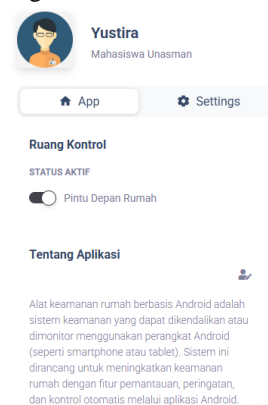 Yustira
Mahasiswa Unasman
App
Settings
Ruang Kontrol
STATUS AKTIF
Pintu Depan Rumah
Tentang Aplikasi
Alat keamanan rumah berbasis Android adalah
sistem keamanan yang dapat dikendalikan atau
dimonitor menggunakan perangkat Android
(seperti smartphone atau tablet). Sistem ini
dirancang untuk meningkatkan keamanan
rumah dengan fitur pemantauan, peringatan,
dan kontrol otomatis melalui aplikasi Android.